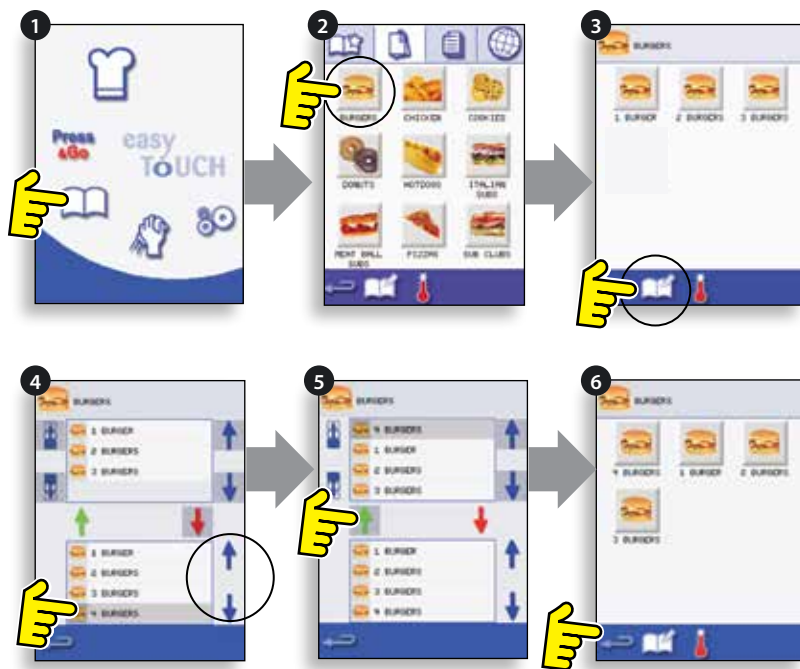 1
Press
&Go
easy
TOUCH
2
BURGERS
CHICKEN
COOKIES
DONUTS
HOTDOGS
ITALIAN
SUBS
MEAT BALL
SUBS
PIZZAS
SUB CLUBS
3
BURGERS
1 BURGER
2 BURGERS
3 BURGERS
4
BURGERS
1 BURGER
2 BURGERS
3 BURGERS
1 BURGER
2 BURGERS
3 BURGERS
4 BURGERS
5
BURGERS
4 BURGERS
1 BURGER
2 BURGERS
3 BURGERS
1 BURGER
2 BURGERS
3 BURGERS
4 BURGERS
6
BURGERS
4 BURGERS
1 BURGER
2 BURGERS
3 BURGERS